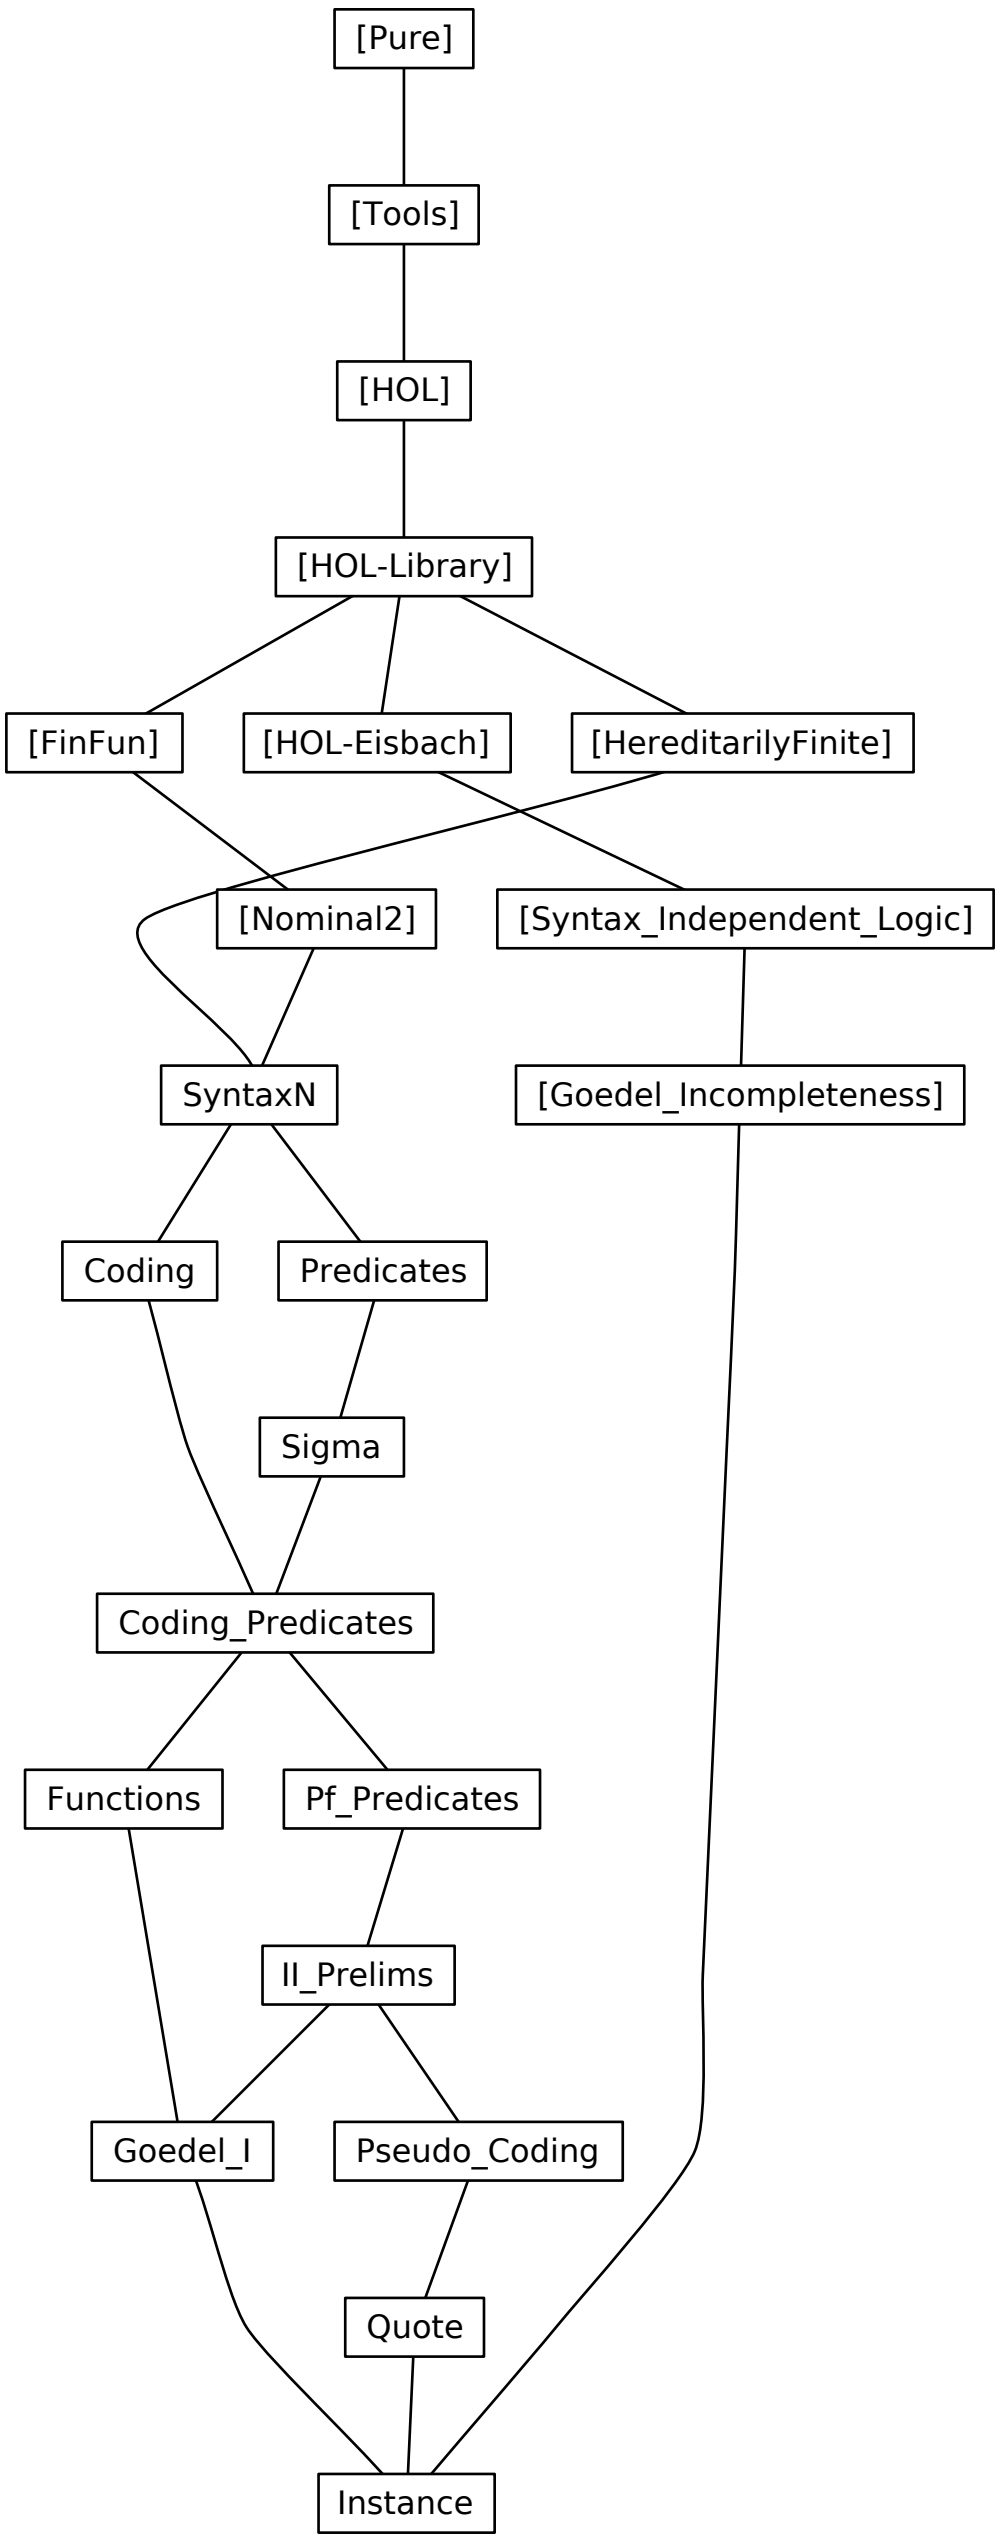 [Pure]
[Tools]
[HOL]
[HOL-Library]
[FinFun]
[HOL-Eisbach]
[HereditarilyFinite]
[Nominal2]
[Syntax_Independent_Logic]
SyntaxN
[Goedel_Incompleteness]
Coding
Predicates
Sigma
Coding_Predicates
Functions
Pf_Predicates
II_Prelims
Goedel_I
Pseudo_Coding
Quote
Instance